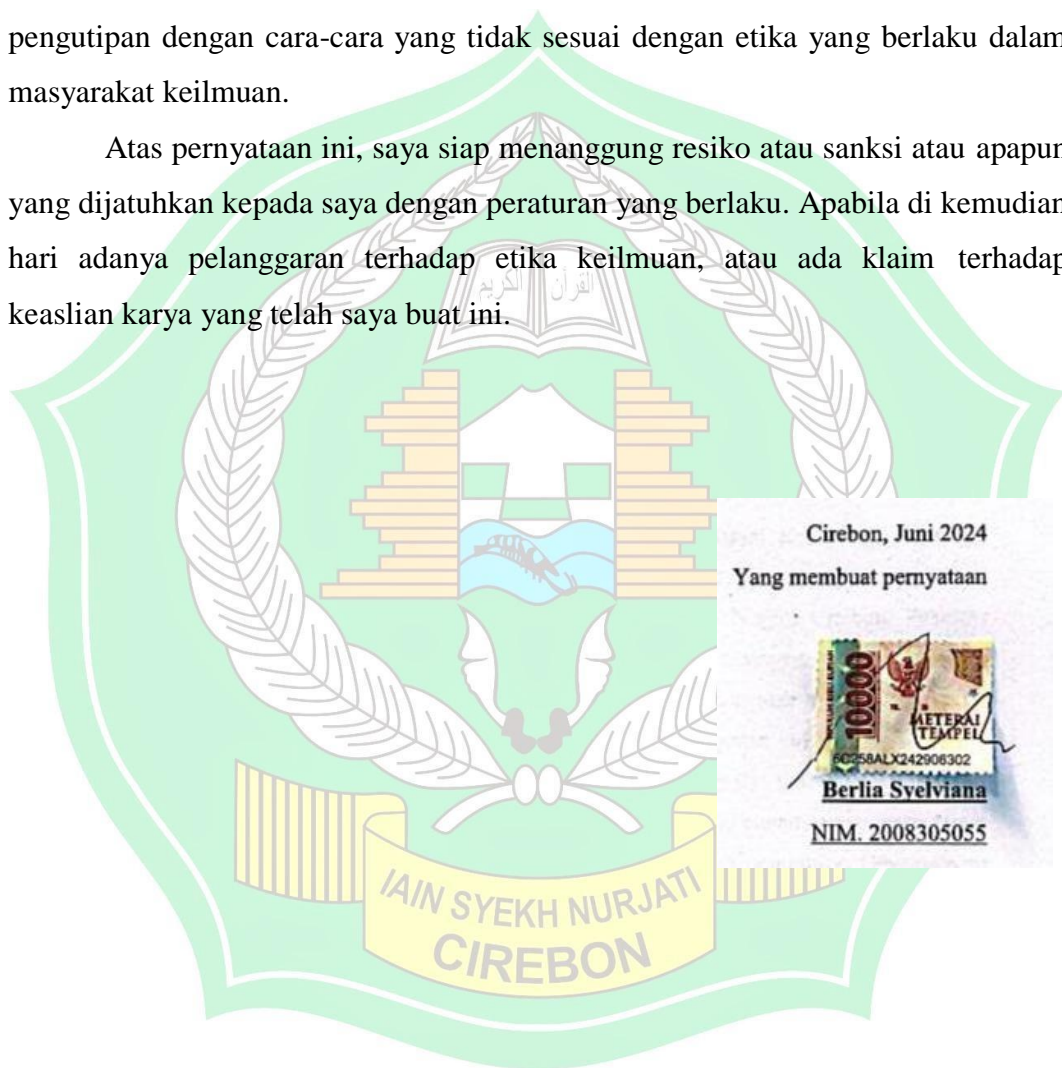 pengutipan dengan cara-cara yang tidak sesuai dengan etika yang berlaku dalam
masyarakat keilmuan.
Atas pernyataan ini, saya siap menanggung resiko atau sanksi atau apapun
yang dijatuhkan kepada saya dengan peraturan yang berlaku. Apabila di kemudian
hari adanya pelanggaran terhadap etika keilmuan, atau ada klaim terhadap
keaslian karya yang telah saya buat ini.
القرآن الكريم
Cirebon, Juni 2024
Yang membuat pernyataan
10000
METERAI
TEMPEL
6C258ALX242906302
Berlia Syelviana
NIM. 2008305055
IAIN SYEKH NURJATI
CIREBON